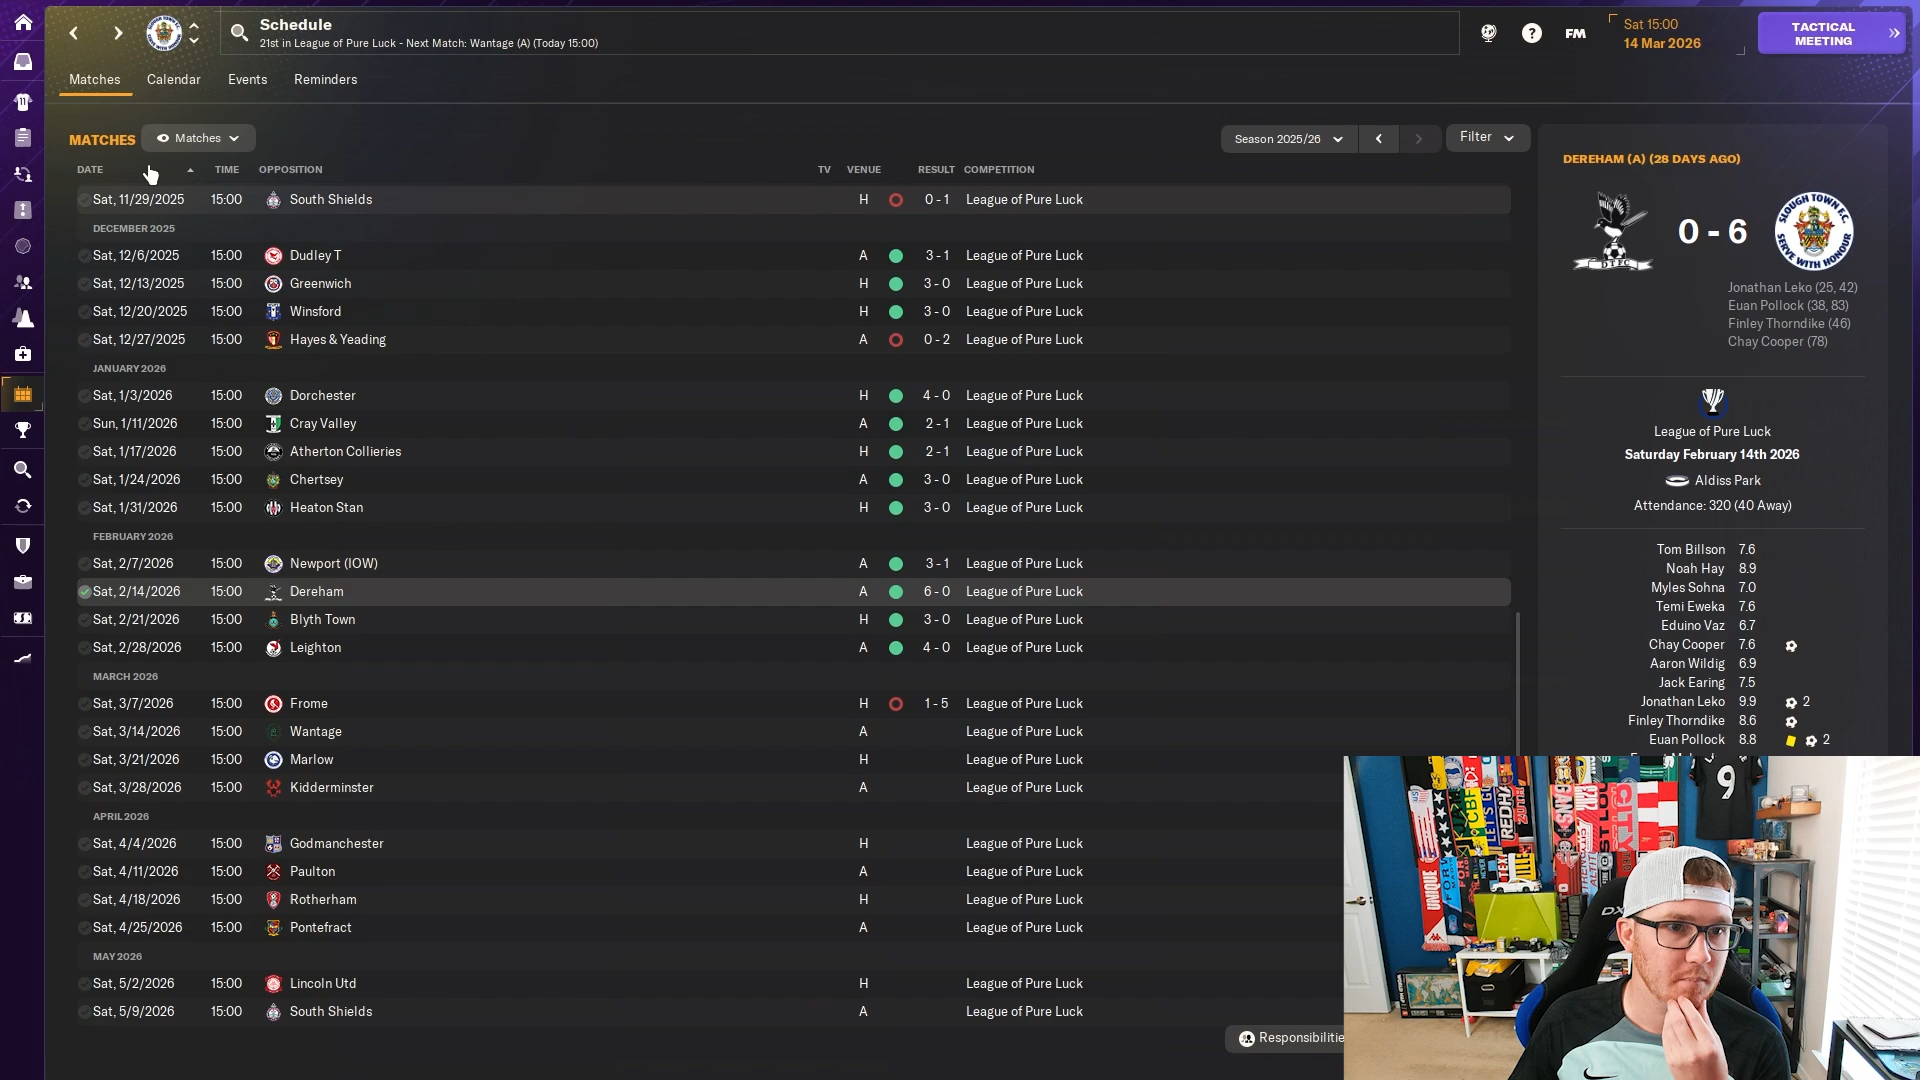 Schedule
21st in League of Pure Luck - Next Match: Wantage (A) (Today 15:00)
FM
Sat 15:00
14 Mar 2026
TACTICAL
MEETING
Matches Calendar Events Reminders
MATCHES Matches Season 2025/26 Filter
DATE TIME OPPOSITION TV VENUE RESULT COMPETITION
Sat, 11/29/2025 15:00 South Shields H 0 - 1 League of Pure Luck
DECEMBER 2025
Sat, 12/6/2025 15:00 Dudley T A 3 - 1 League of Pure Luck
Sat, 12/13/2025 15:00 Greenwich H 3 - 0 League of Pure Luck
Sat, 12/20/2025 15:00 Winsford H 3 - 0 League of Pure Luck
Sat, 12/27/2025 15:00 Hayes & Yeading A 0 - 2 League of Pure Luck
JANUARY 2026
Sat, 1/3/2026 15:00 Dorchester H 4 - 0 League of Pure Luck
Sun, 1/11/2026 15:00 Cray Valley A 2 - 1 League of Pure Luck
Sat, 1/17/2026 15:00 Atherton Collieries H 2 - 1 League of Pure Luck
Sat, 1/24/2026 15:00 Chertsey A 3 - 0 League of Pure Luck
Sat, 1/31/2026 15:00 Heaton Stan H 3 - 0 League of Pure Luck
FEBRUARY 2026
Sat, 2/7/2026 15:00 Newport (IOW) A 3 - 1 League of Pure Luck
Sat, 2/14/2026 15:00 Dereham A 6 - 0 League of Pure Luck
Sat, 2/21/2026 15:00 Blyth Town H 3 - 0 League of Pure Luck
Sat, 2/28/2026 15:00 Leighton A 4 - 0 League of Pure Luck
MARCH 2026
Sat, 3/7/2026 15:00 Frome H 1 - 5 League of Pure Luck
Sat, 3/14/2026 15:00 Wantage A League of Pure Luck
Sat, 3/21/2026 15:00 Marlow H League of Pure Luck
Sat, 3/28/2026 15:00 Kidderminster A League of Pure Luck
APRIL 2026
Sat, 4/4/2026 15:00 Godmanchester H League of Pure Luck
Sat, 4/11/2026 15:00 Paulton A League of Pure Luck
Sat, 4/18/2026 15:00 Rotherham H League of Pure Luck
Sat, 4/25/2026 15:00 Pontefract A League of Pure Luck
MAY 2026
Sat, 5/2/2026 15:00 Lincoln Utd H League of Pure Luck
Sat, 5/9/2026 15:00 South Shields A League of Pure Luck
Responsibilitie
DEREHAM (A) (28 DAYS AGO)
DTFC
0 - 6
SLOUGH TOWN F.C.
SERVE WITH HONOUR
Jonathan Leko (25, 42)
Euan Pollock (38, 83)
Finley Thorndike (46)
Chay Cooper (78)
League of Pure Luck
Saturday February 14th 2026
Aldiss Park
Attendance: 320 (40 Away)
Tom Billson 7.6
Noah Hay 8.9
Myles Sohna 7.0
Temi Eweka 7.6
Eduino Vaz 6.7
Chay Cooper 7.6
Aaron Wildig 6.9
Jack Earing 7.5
Jonathan Leko 9.9 2
Finley Thorndike 8.6
Euan Pollock 8.8 2
9
UNIQUE
CBF
CITY
DX